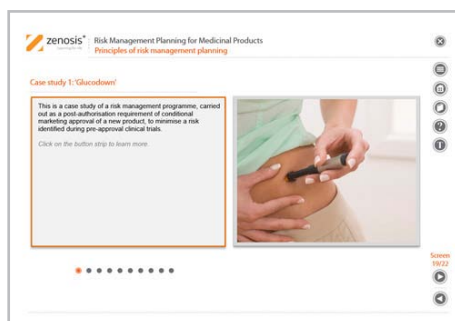 zenosis®
Learning for life
Risk Management Planning for Medicinal Products
Principles of risk management planning
Case study 1: 'Glucodown'
This is a case study of a risk management programme, carried
out as a post-authorisation requirement of conditional
marketing approval of a new product, to minimise a risk
identified during pre-approval clinical trials.
Click on the button strip to learn more.
Screen
19/22